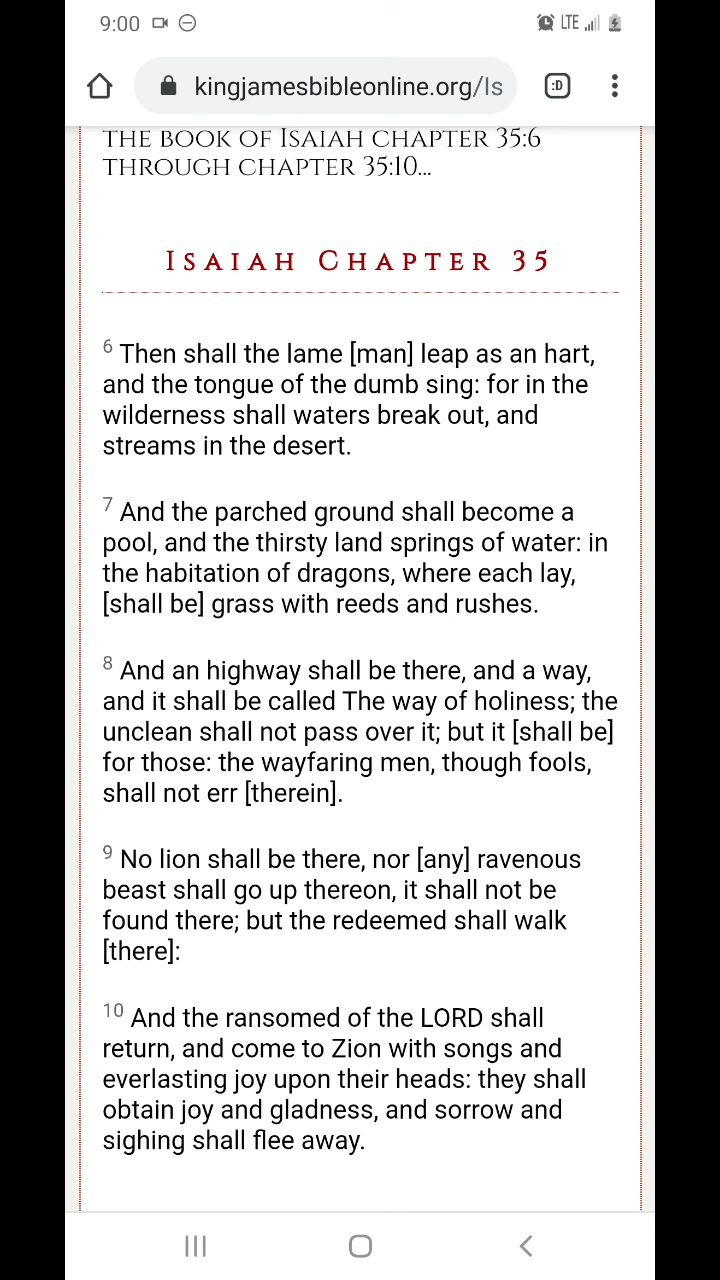 9:00 LTE
kingjamesbibleonline.org/Is
:D
THE BOOK OF ISAIAH CHAPTER 35:6
THROUGH CHAPTER 35:10...
ISAIAH CHAPTER 35
6 Then shall the lame [man] leap as an hart,
and the tongue of the dumb sing: for in the
wilderness shall waters break out, and
streams in the desert.
7 And the parched ground shall become a
pool, and the thirsty land springs of water: in
the habitation of dragons, where each lay,
[shall be] grass with reeds and rushes.
8 And an highway shall be there, and a way,
and it shall be called The way of holiness; the
unclean shall not pass over it; but it [shall be]
for those: the wayfaring men, though fools,
shall not err [therein].
9 No lion shall be there, nor [any] ravenous
beast shall go up thereon, it shall not be
found there; but the redeemed shall walk
[there]:
10 And the ransomed of the LORD shall
return, and come to Zion with songs and
everlasting joy upon their heads: they shall
obtain joy and gladness, and sorrow and
sighing shall flee away.